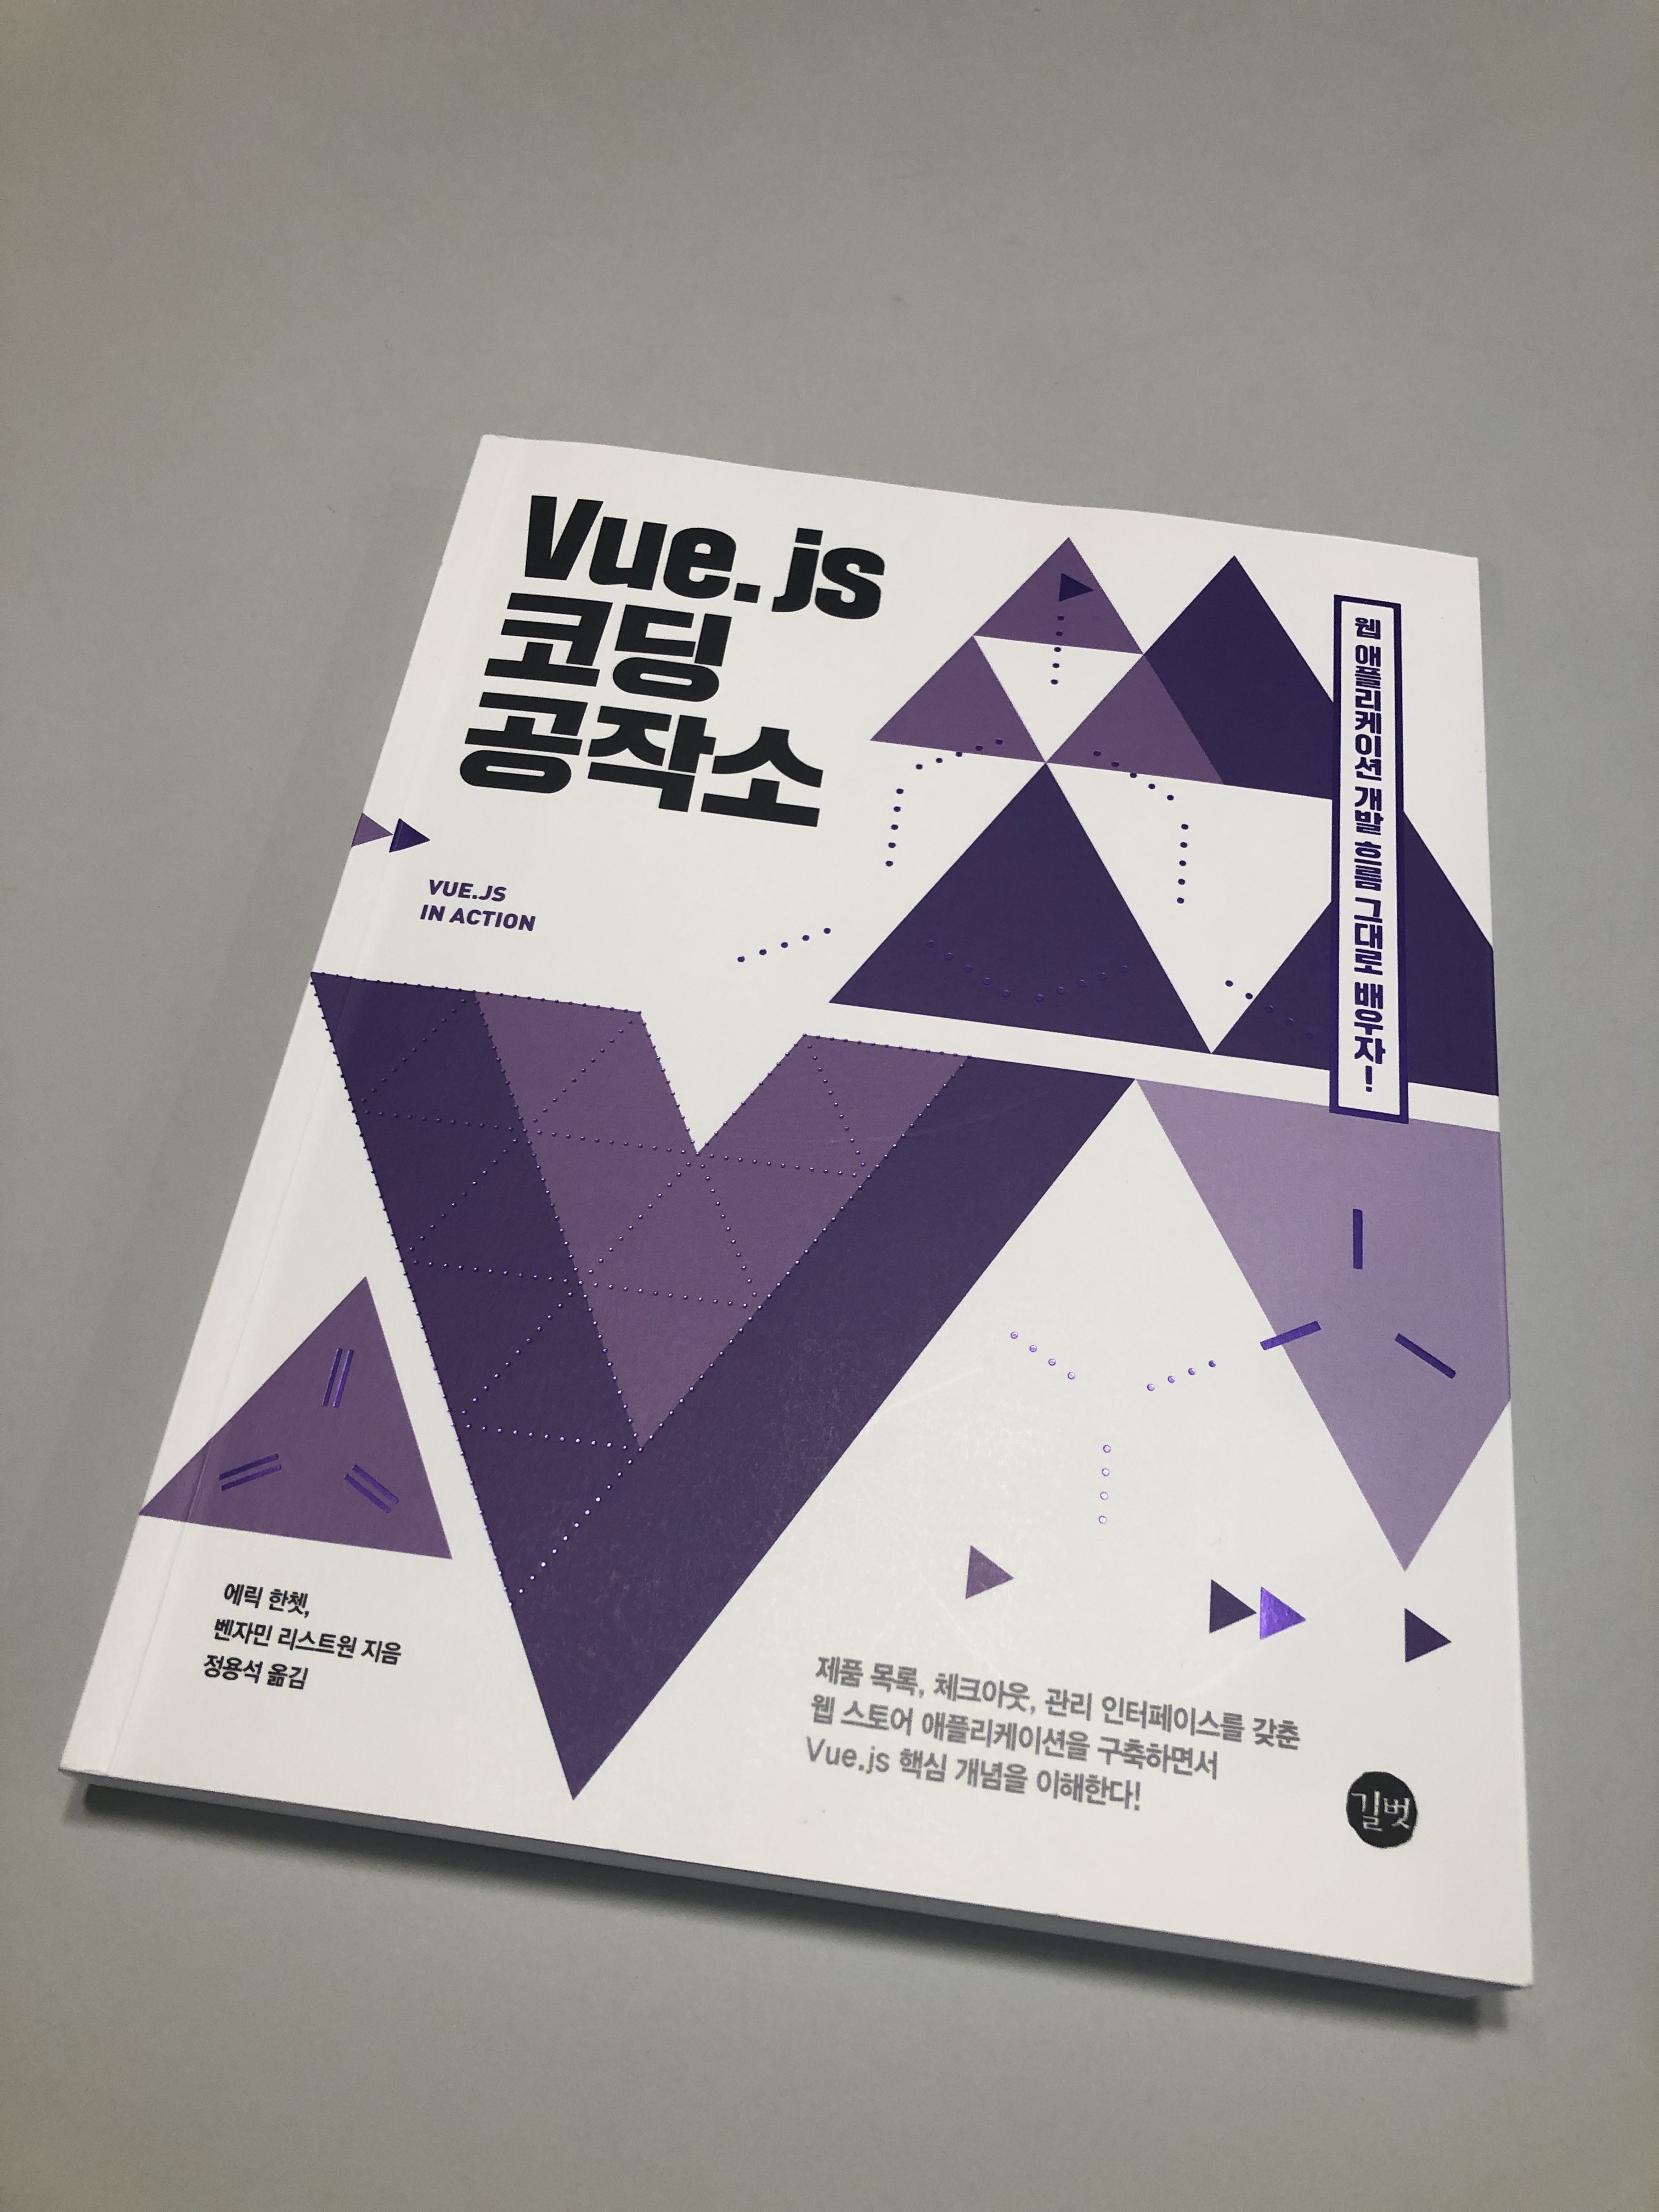 Vue.js
코딩
공작소
VUE.JS
IN ACTION
웹 애플리케이션 개발 흐름 그대로 배우자!
에릭 한쳇,
벤자민 리스트원 지음
정용석 옮김
제품 목록, 체크아웃, 관리 인터페이스를 갖춘
웹 스토어 애플리케이션을 구축하면서
Vue.js 핵심 개념을 이해한다!
길벗